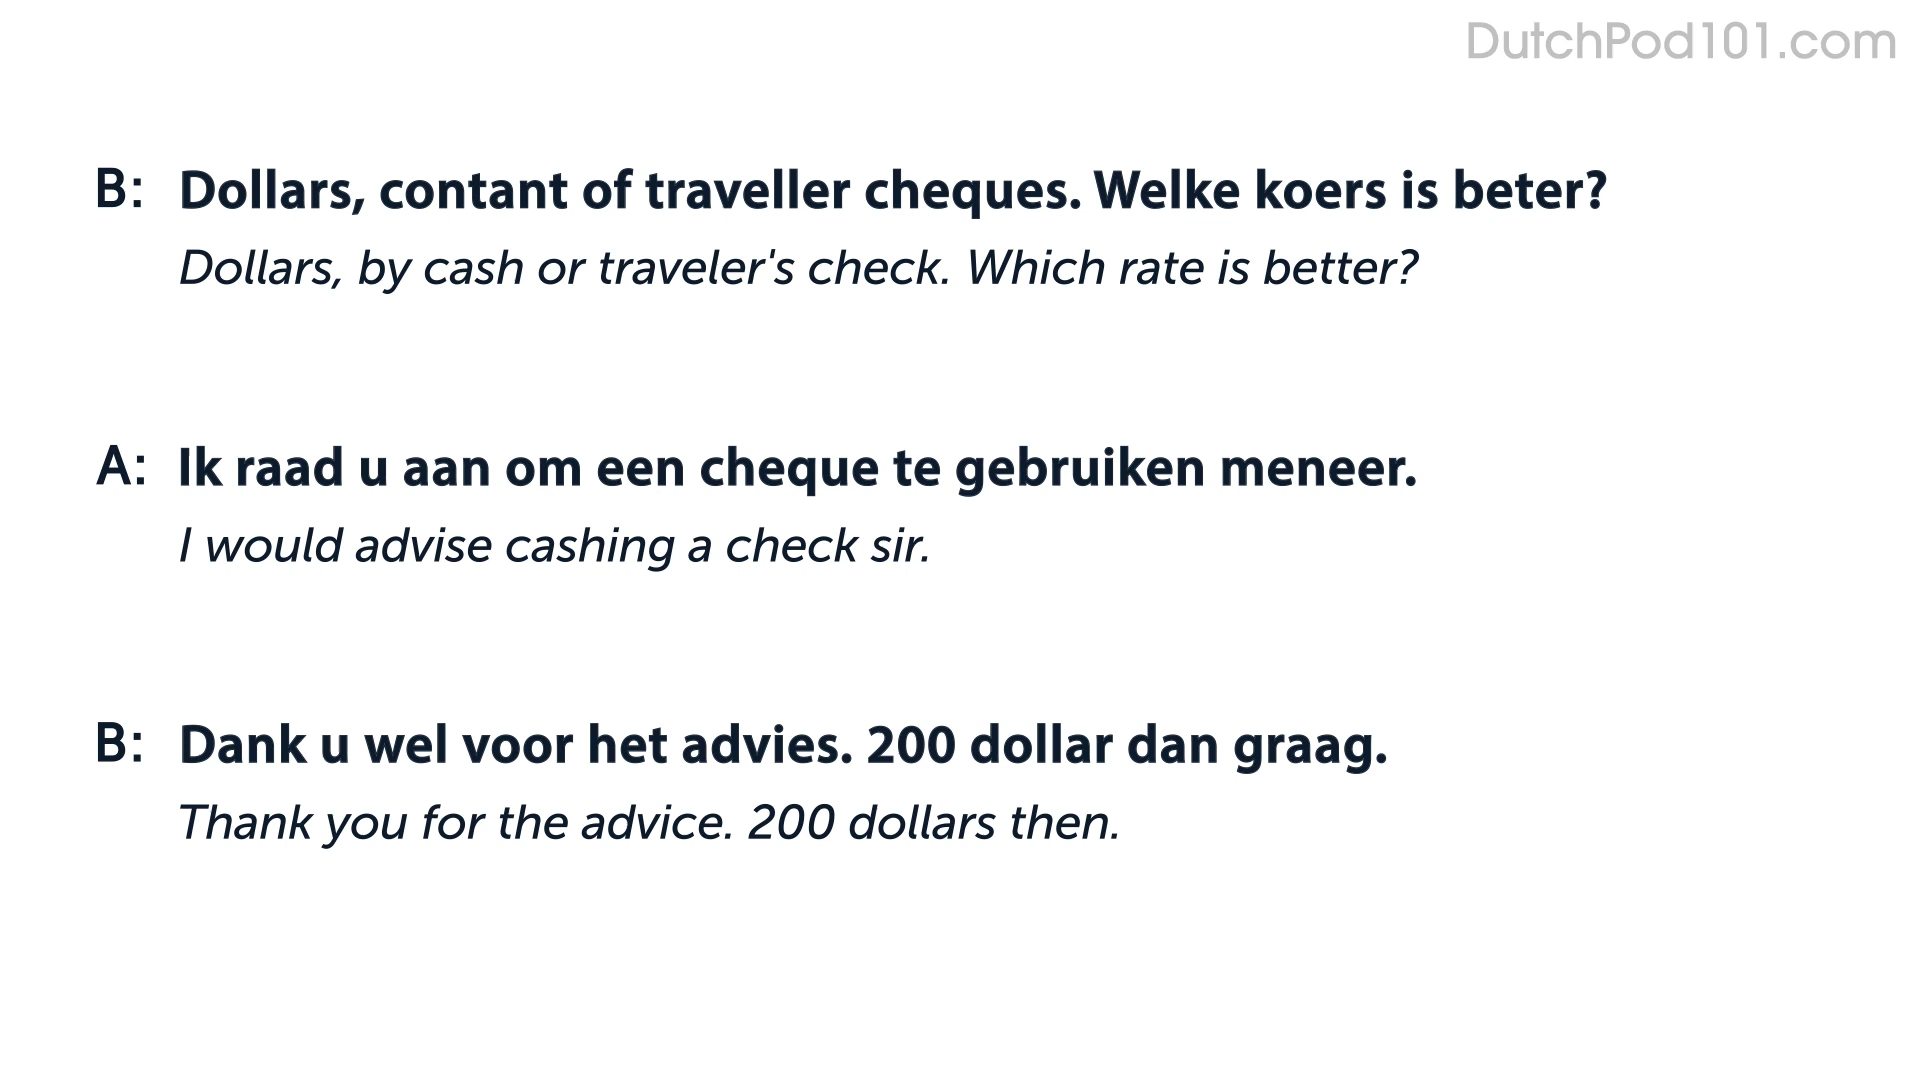 DutchPod101.com
B: Dollars, contant of traveller cheques. Welke koers is beter?
Dollars, by cash or traveler's check. Which rate is better?
A: Ik raad u aan om een cheque te gebruiken meneer.
I would advise cashing a check sir.
B: Dank u wel voor het advies. 200 dollar dan graag.
Thank you for the advice. 200 dollars then.